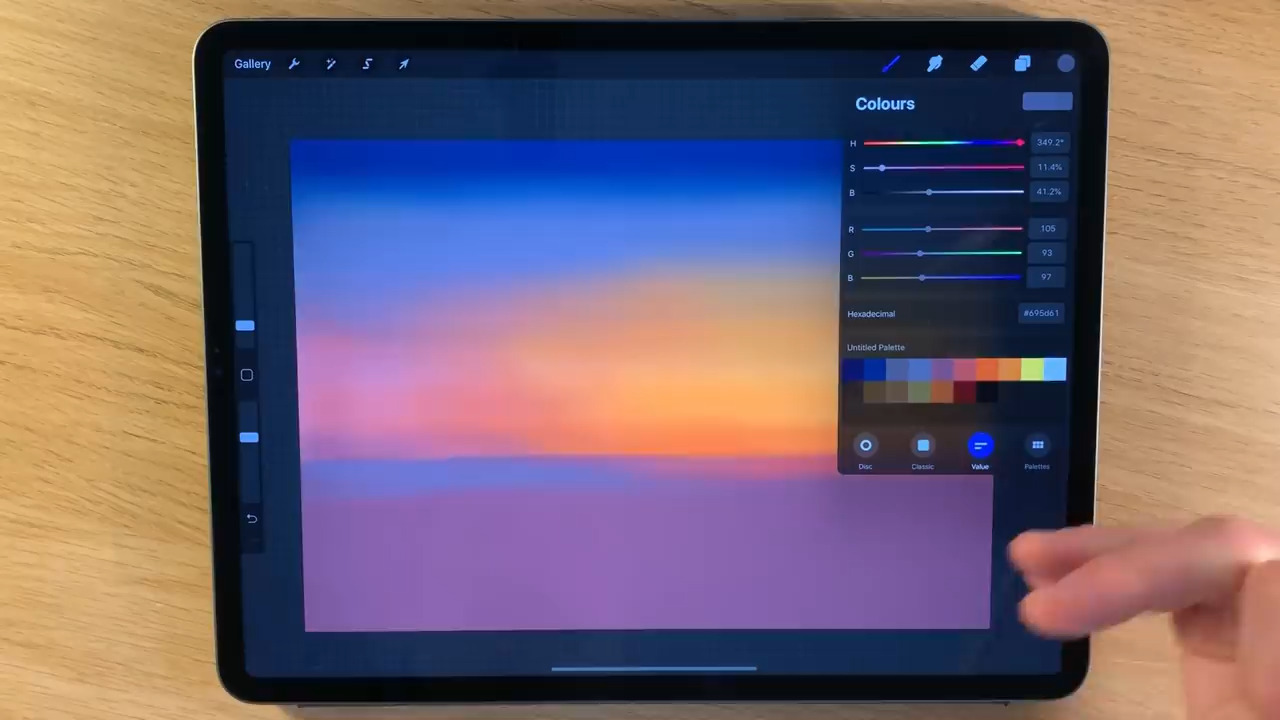 Gallery
Colours
H 349.2°
S 11.4%
B 41.2%
R 105
G 93
B 97
Hexadecimal #695d61
Untitled Palette
Disc Classic Value Palettes